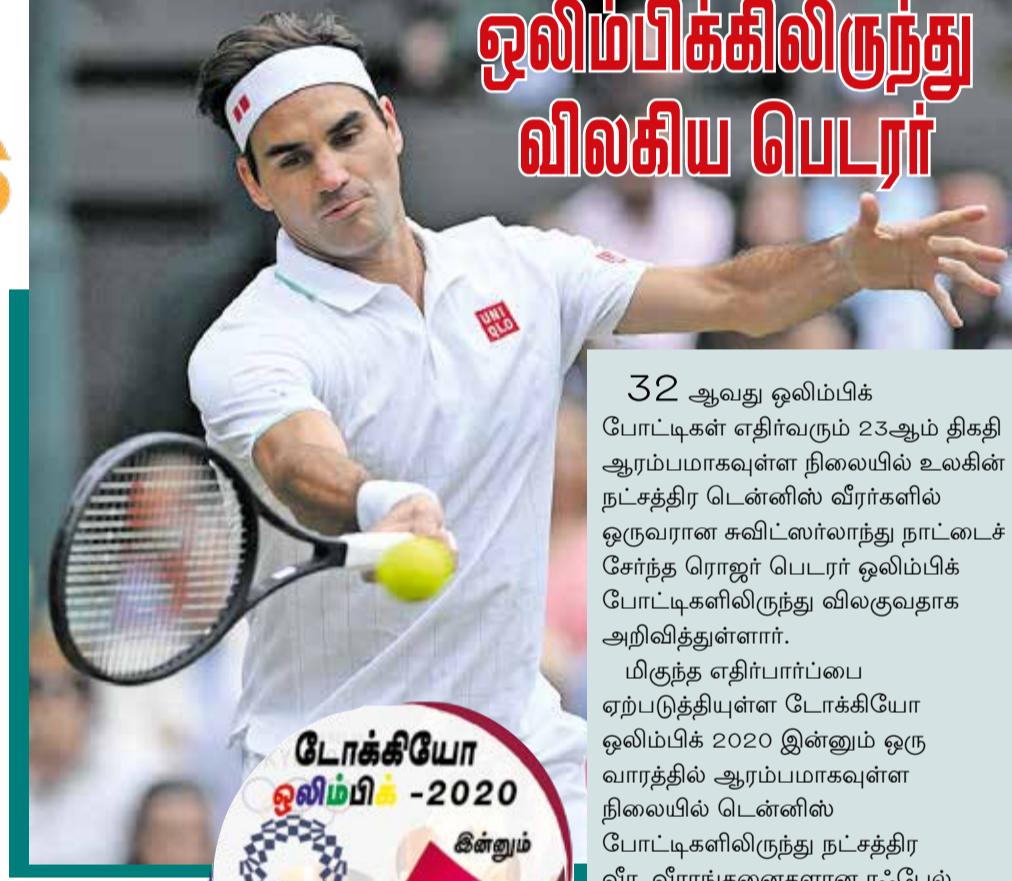 ஒலிம்பிக்கிலிருந்து
விலகிய பெடரர்
UNI
QLO
32 ஆவது ஒலிம்பிக்
போட்டிகள் எதிர்வரும் 23ஆம் திகதி
ஆரம்பமாகவுள்ள நிலையில் உலகின்
நட்சத்திர டென்னிஸ் வீரர்களில்
ஒருவரான சுவிட்ஸர்லாந்து நாட்டைச்
சேர்ந்த ரொஜர் பெடரர் ஒலிம்பிக்
போட்டிகளிலிருந்து விலகுவதாக
அறிவித்துள்ளார்.
மிகுந்த எதிர்பார்ப்பை
ஏற்படுத்தியுள்ள டோக்கியோ
ஒலிம்பிக் 2020 இன்னும் ஒரு
வாரத்தில் ஆரம்பமாகவுள்ள
நிலையில் டென்னிஸ்
போட்டிகளிலிருந்து நட்சத்திர
டோக்கியோ
ஒலிம்பிக் -2020
இன்னும்